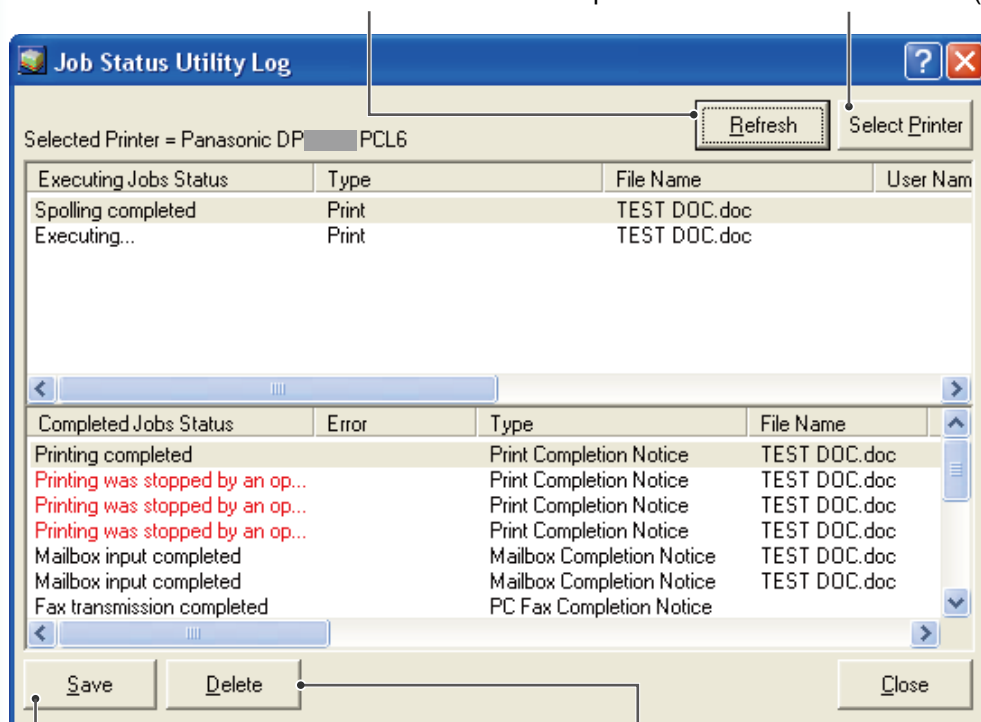 Job Status Utility Log
Selected Printer = Panasonic DP PCL6
Refresh
Select Printer
Executing Jobs Status Type File Name User Nam
Spolling completed Print TEST DOC.doc
Executing... Print TEST DOC.doc
Completed Jobs Status Error Type File Name
Printing completed Print Completion Notice TEST DOC.doc
Printing was stopped by an op... Print Completion Notice TEST DOC.doc
Printing was stopped by an op... Print Completion Notice TEST DOC.doc
Printing was stopped by an op... Print Completion Notice TEST DOC.doc
Mailbox input completed Mailbox Completion Notice TEST DOC.doc
Mailbox input completed Mailbox Completion Notice TEST DOC.doc
Fax transmission completed PC Fax Completion Notice
Save Delete Close